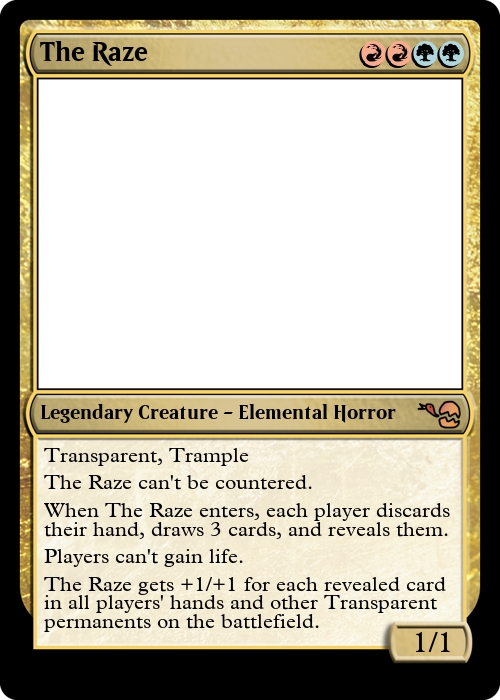 The Raze
Legendary Creature – Elemental Horror
Transparent, Trample
The Raze can't be countered.
When The Raze enters, each player discards
their hand, draws 3 cards, and reveals them.
Players can't gain life.
The Raze gets +1/+1 for each revealed card
in all players' hands and other Transparent
permanents on the battlefield.
1/1